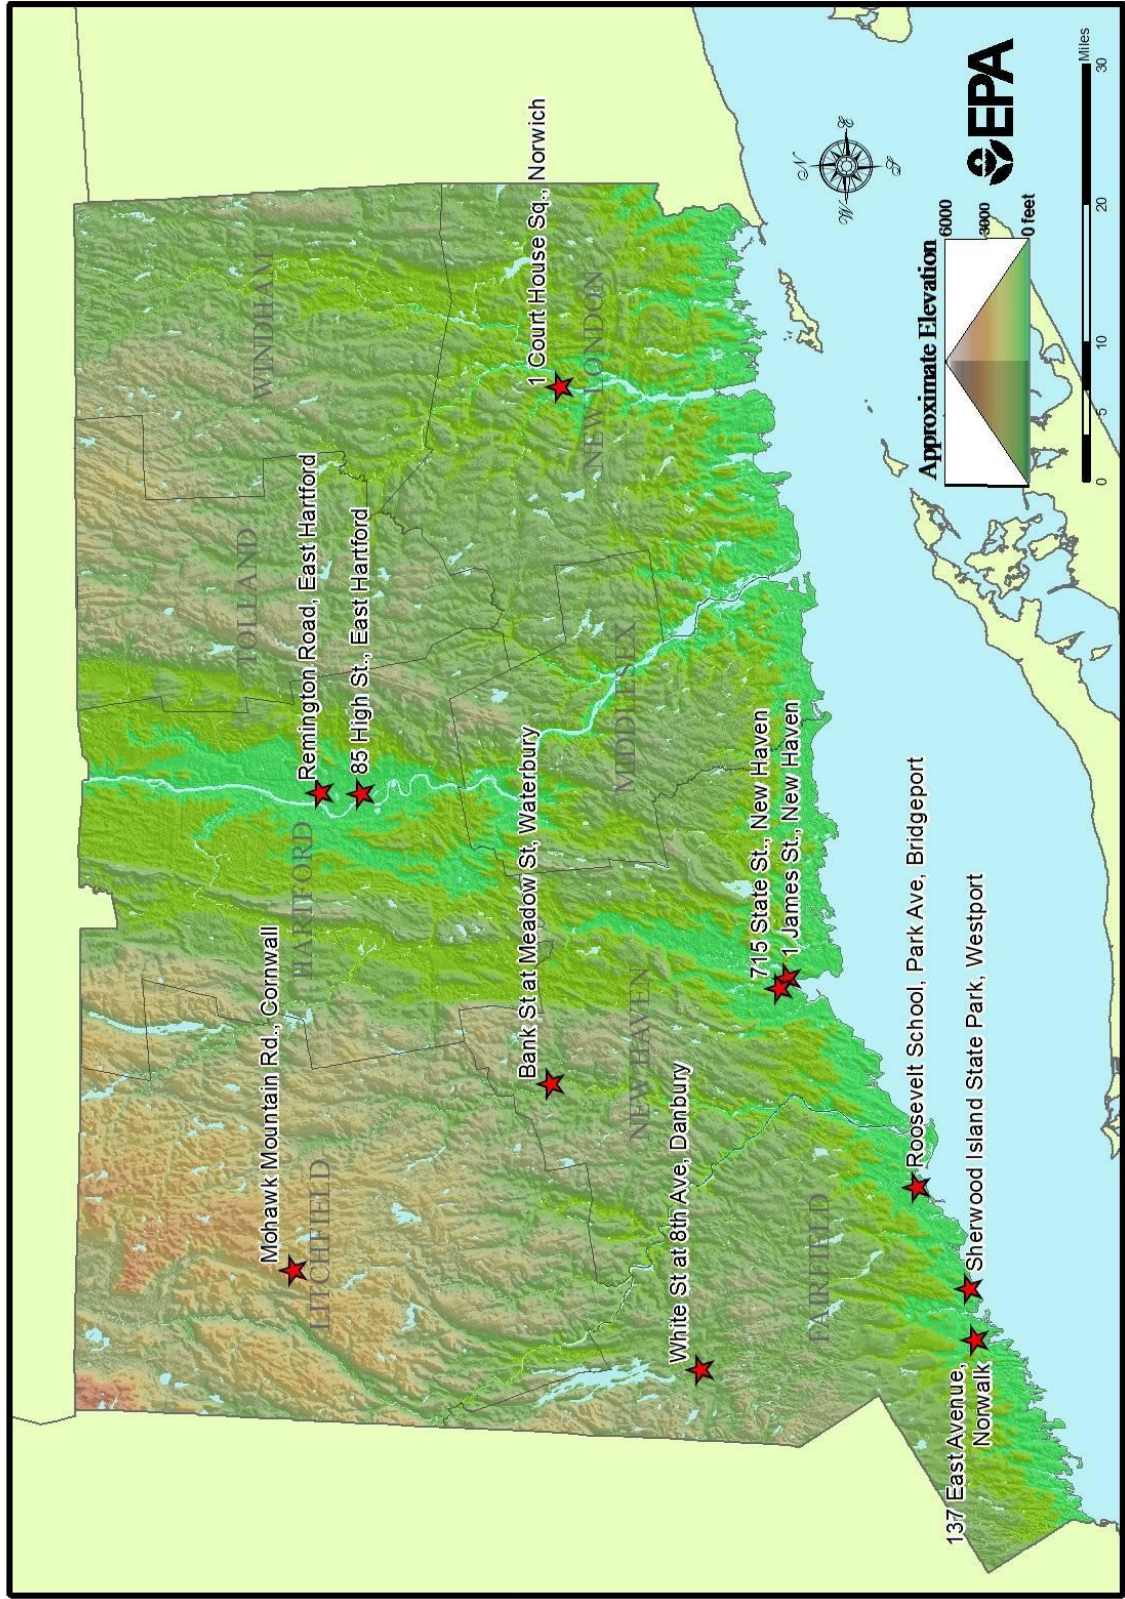 WINDHAM
TOLLAND
HARTFORD
LITCHFIELD
Mohawk Mountain Rd., Cornwall
Remington Road, East Hartford
85 High St., East Hartford
1 Court House Sq., Norwich
NEW LONDON
MIDDLESEX
NEW HAVEN
FAIRFIELD
Bank St at Meadow St, Waterbury
White St at 8th Ave, Danbury
715 State St., New Haven
1 James St., New Haven
Roosevelt School, Park Ave, Bridgeport
Sherwood Island State Park, Westport
137 East Avenue,
Norwalk
N
W
E
S
Approximate Elevation
6000
3000
0 feet
EPA
0
5
10
20
30
Miles